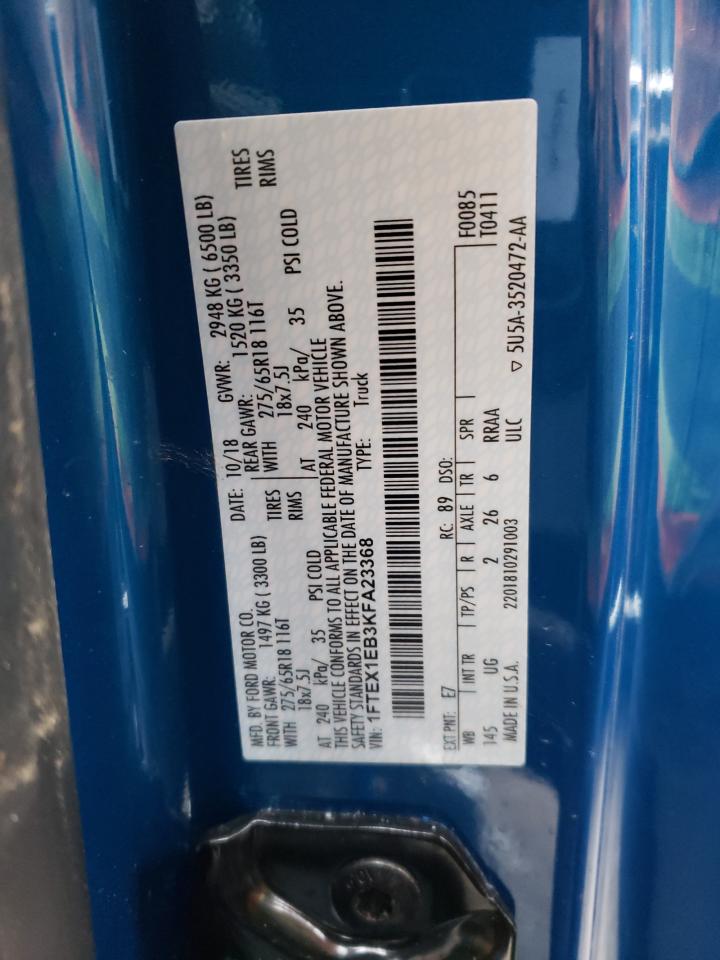 MFD. BY FORD MOTOR CO.
DATE: 10/18 GVWR: 2948 KG ( 6500 LB)
FRONT GAWR: 1497 KG ( 3300 LB)
REAR GAWR: 1520 KG ( 3350 LB)
WITH 275/65R18 116T TIRES
WITH 275/65R18 116T TIRES
18x7.5J RIMS
18x7.5J RIMS
AT 240 kPa/ 35 PSI COLD
AT 240 kPa/ 35 PSI COLD
THIS VEHICLE CONFORMS TO ALL APPLICABLE FEDERAL MOTOR VEHICLE
SAFETY STANDARDS IN EFFECT ON THE DATE OF MANUFACTURE SHOWN ABOVE.
VIN: 1FTEX1EB3KFA23368 TYPE: Truck
EXT PNT: E7 RC: 89 DSO: F0085
WB INT TR TP/PS R AXLE TR SPR T0411
145 UG 2 26 6 RRAA
MADE IN U.S.A. 2201810291003 ULC ▽ 5U5A-3520472-AA